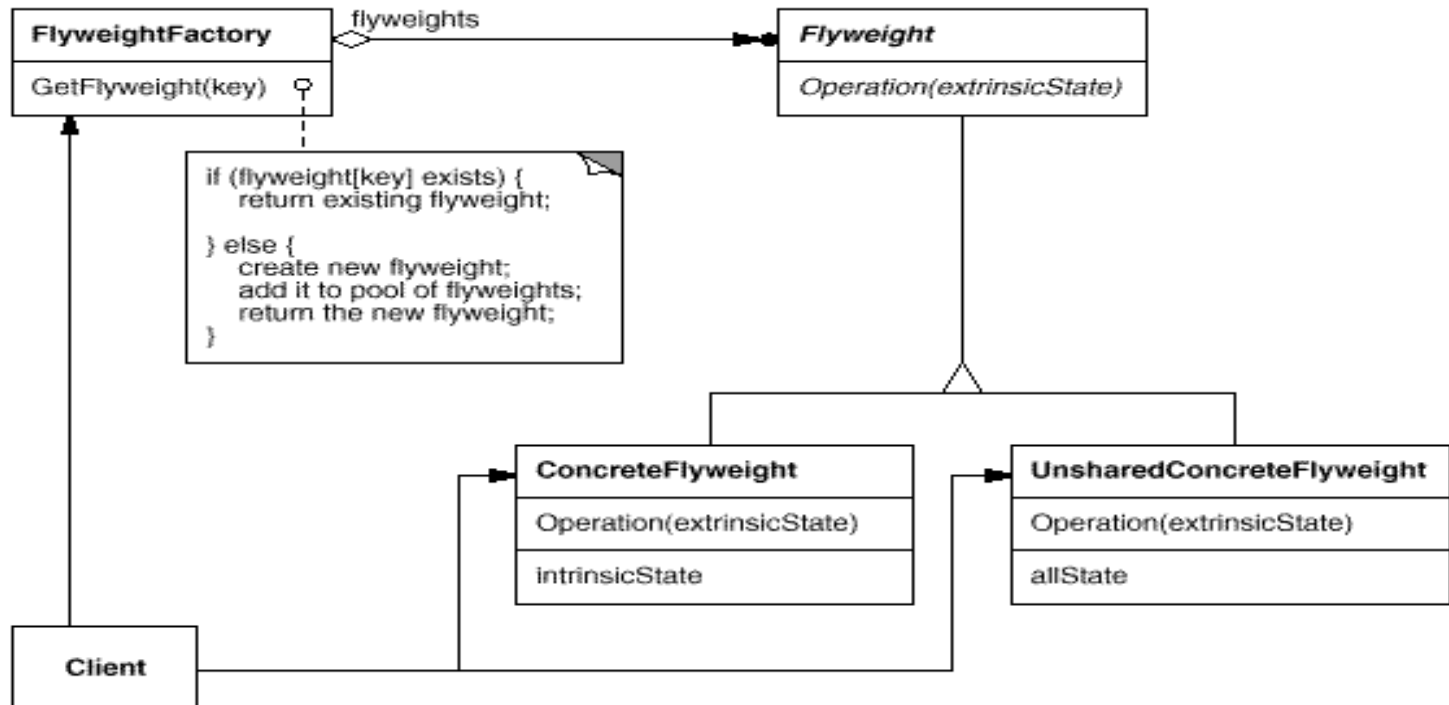 flyweights
FlyweightFactory
GetFlyweight(key)
Flyweight
Operation(extrinsicState)
if (flyweight[key] exists) {
return existing flyweight;
} else {
create new flyweight;
add it to pool of flyweights;
return the new flyweight;
}
ConcreteFlyweight
Operation(extrinsicState)
intrinsicState
UnsharedConcreteFlyweight
Operation(extrinsicState)
allState
Client